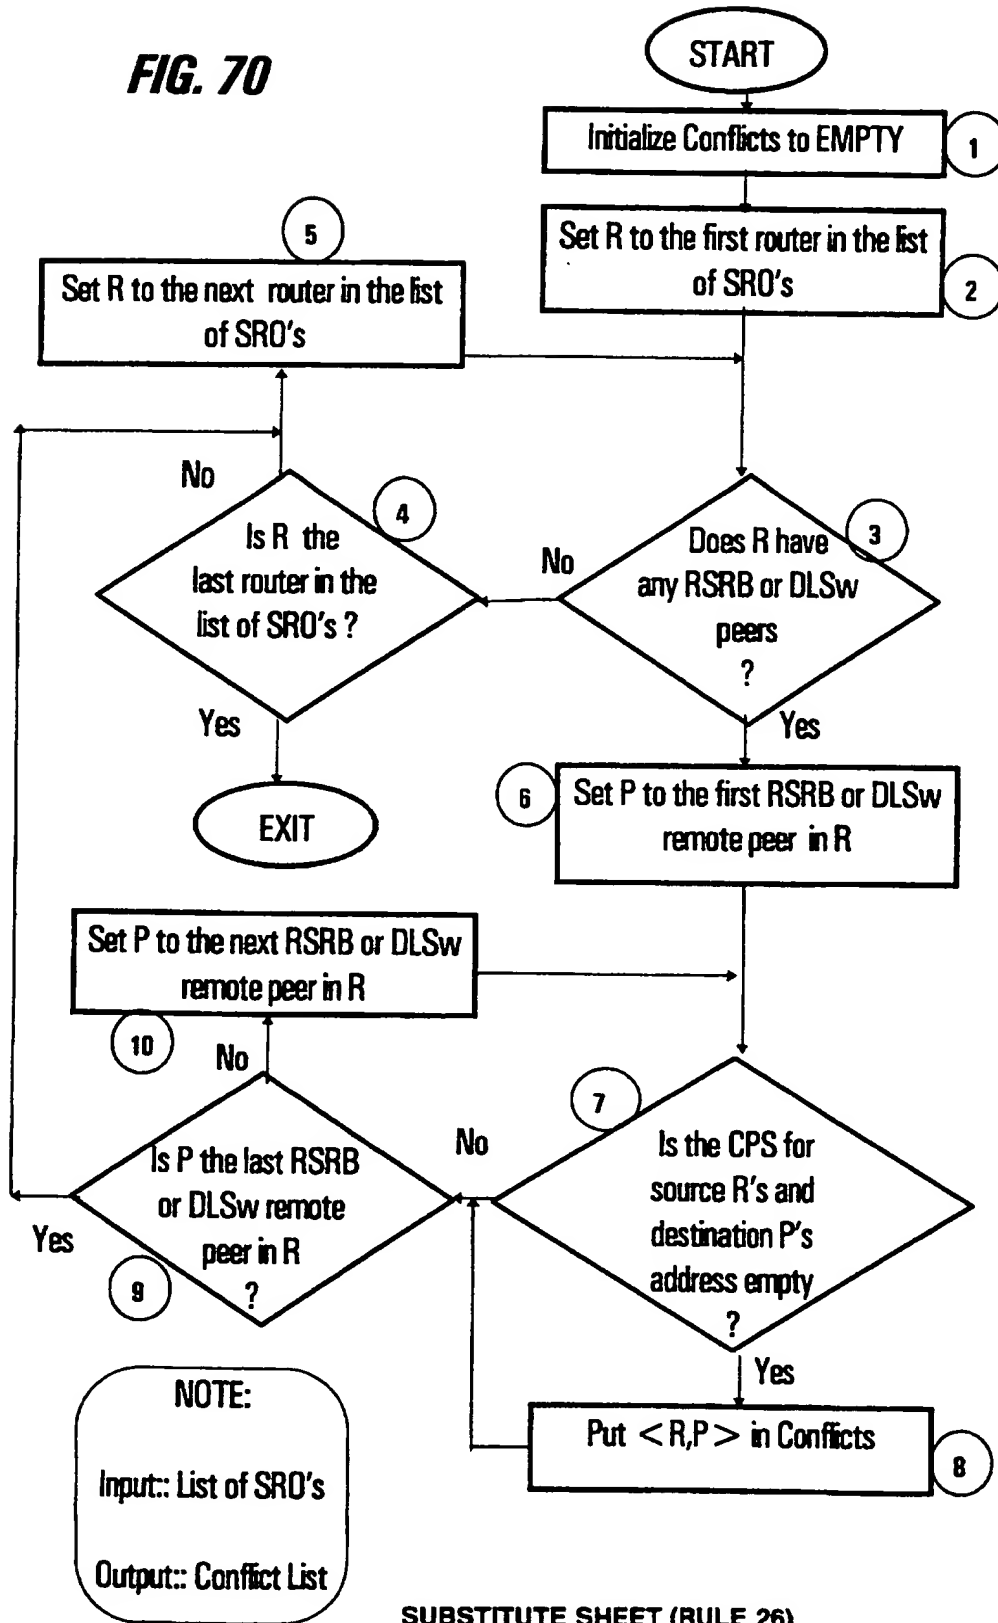 FIG. 70
START
Initialize Conflicts to EMPTY
1
Set R to the first router in the list
of SRO's
2
5
Set R to the next router in the list
of SRO's
No
4
Is R the
last router in the
list of SRO's ?
Yes
EXIT
3
Does R have
any RSRB or DLSw
peers
?
No
Yes
6
Set P to the first RSRB or DLSw
remote peer in R
Set P to the next RSRB or DLSw
remote peer in R
10
No
Is P the last RSRB
or DLSw remote
peer in R
?
Yes
9
7
No
Is the CPS for
source R's and
destination P's
address empty
?
Yes
Put <R,P> in Conflicts
8
NOTE:
Input:: List of SRO's
Output:: Conflict List
SUBSTITUTE SHEET (RULE 26)